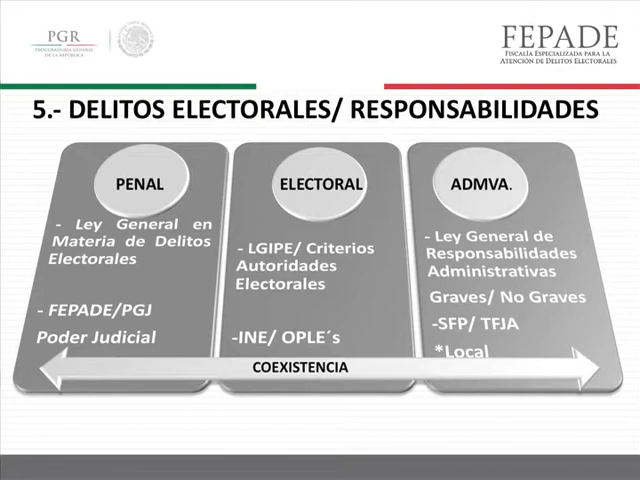 PGR
PROCURADURÍA GENERAL
DE LA REPÚBLICA
FEPADE
FISCALÍA ESPECIALIZADA PARA LA
ATENCIÓN DE DELITOS ELECTORALES
5.- DELITOS ELECTORALES/ RESPONSABILIDADES
PENAL
- Ley General en
Materia de Delitos
Electorales
- FEPADE/PGJ
Poder Judicial
ELECTORAL
- LGIPE/ Criterios
Autoridades
Electorales
-INE/ OPLE´s
ADMVA.
- Ley General de
Responsabilidades
Administrativas
Graves/ No Graves
-SFP/ TFJA
*Local
COEXISTENCIA